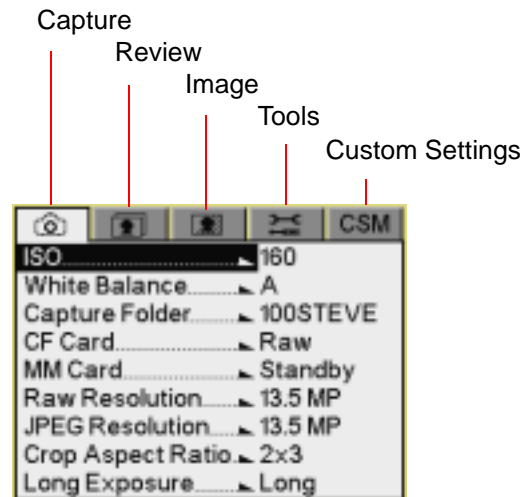 Capture
Review
Image
Tools
Custom Settings
CSM
ISO.......................... 160
White Balance......... A
Capture Folder........ 100STEVE
CF Card.................... Raw
MM Card................... Standby
Raw Resolution...... 13.5 MP
JPEG Resolution.... 13.5 MP
Crop Aspect Ratio. 2x3
Long Exposure........ Long